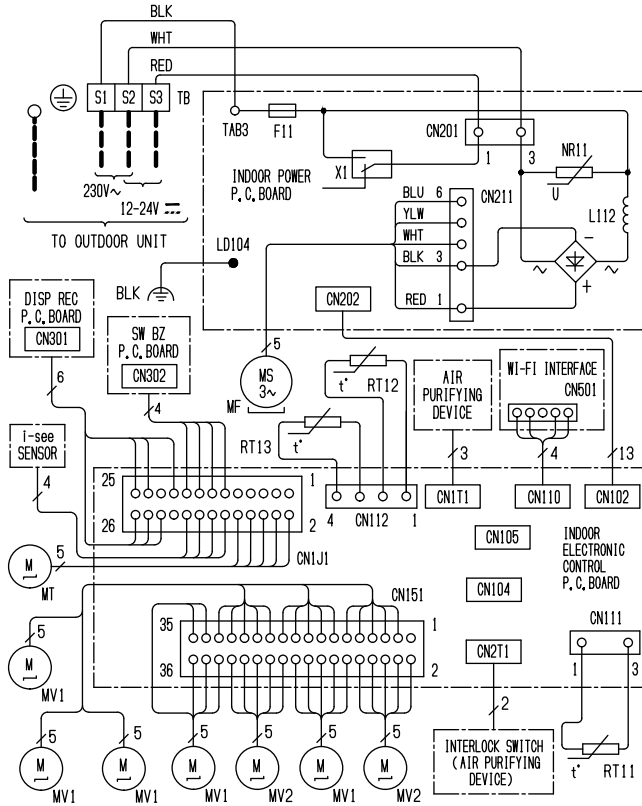 BLK
WHT
RED
S1 S2 S3 TB
230V~
12-24V
TO OUTDOOR UNIT
TAB3
F11
CN201
1 3
NR11
U
X1
INDOOR POWER
P.C.BOARD
L112
BLU 6
CN211
YLW
WHT
BLK 3
RED 1
~ ~
-
+
LD104
BLK
CN202
DISP REC
P.C.BOARD
CN301
SW BZ
P.C.BOARD
CN302
6
4
5
MS
3~
MF
t°
RT12
RT13
t°
AIR
PURIFYING
DEVICE
WI-FI INTERFACE
CN501
i-see
SENSOR
4
3
4
13
25 1
26 2
CN1J1
4 CN112 1
CN1T1
CN110
CN102
CN105
INDOOR
ELECTRONIC
CONTROL
P.C.BOARD
CN104
M
5
MT
CN151
35 1
36 2
CN2T1
CN111
1 3
5
M
MV1
2
INTERLOCK SWITCH
(AIR PURIFYING
DEVICE)
t°
RT11
5 5 5 5 5 5
M M M M M M
MV1 MV1 MV1 MV2 MV1 MV2